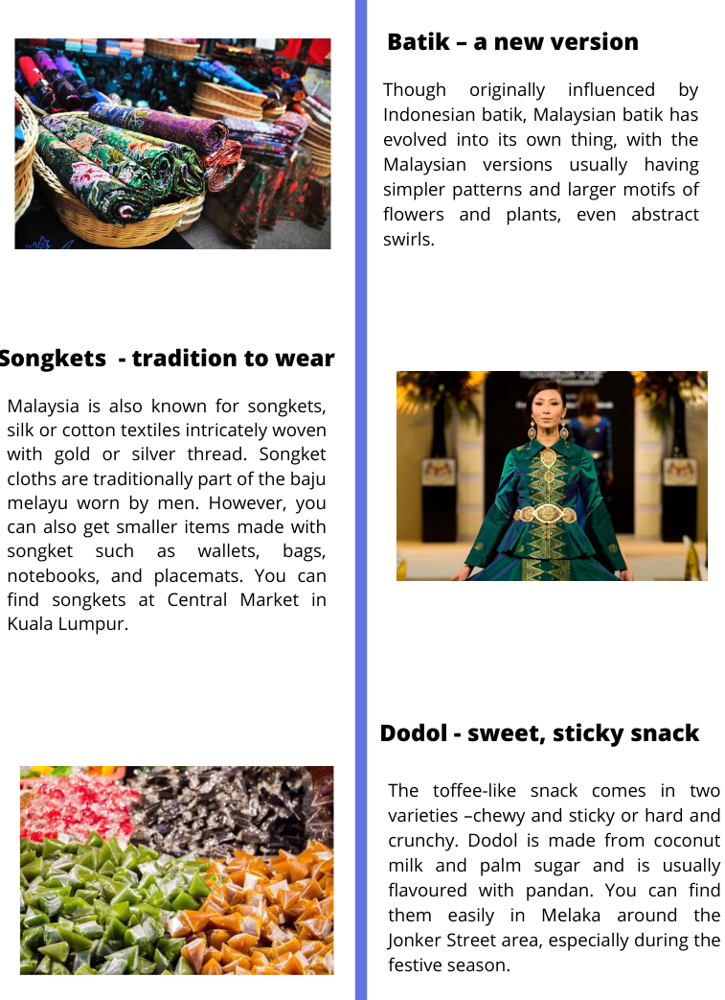 Batik – a new version
Though originally influenced by
Indonesian batik, Malaysian batik has
evolved into its own thing, with the
Malaysian versions usually having
simpler patterns and larger motifs of
flowers and plants, even abstract
swirls.
Songkets - tradition to wear
Malaysia is also known for songkets,
silk or cotton textiles intricately woven
with gold or silver thread. Songket
cloths are traditionally part of the baju
melayu worn by men. However, you
can also get smaller items made with
songket such as wallets, bags,
notebooks, and placemats. You can
find songkets at Central Market in
Kuala Lumpur.
Dodol - sweet, sticky snack
The toffee-like snack comes in two
varieties –chewy and sticky or hard and
crunchy. Dodol is made from coconut
milk and palm sugar and is usually
flavoured with pandan. You can find
them easily in Melaka around the
Jonker Street area, especially during the
festive season.